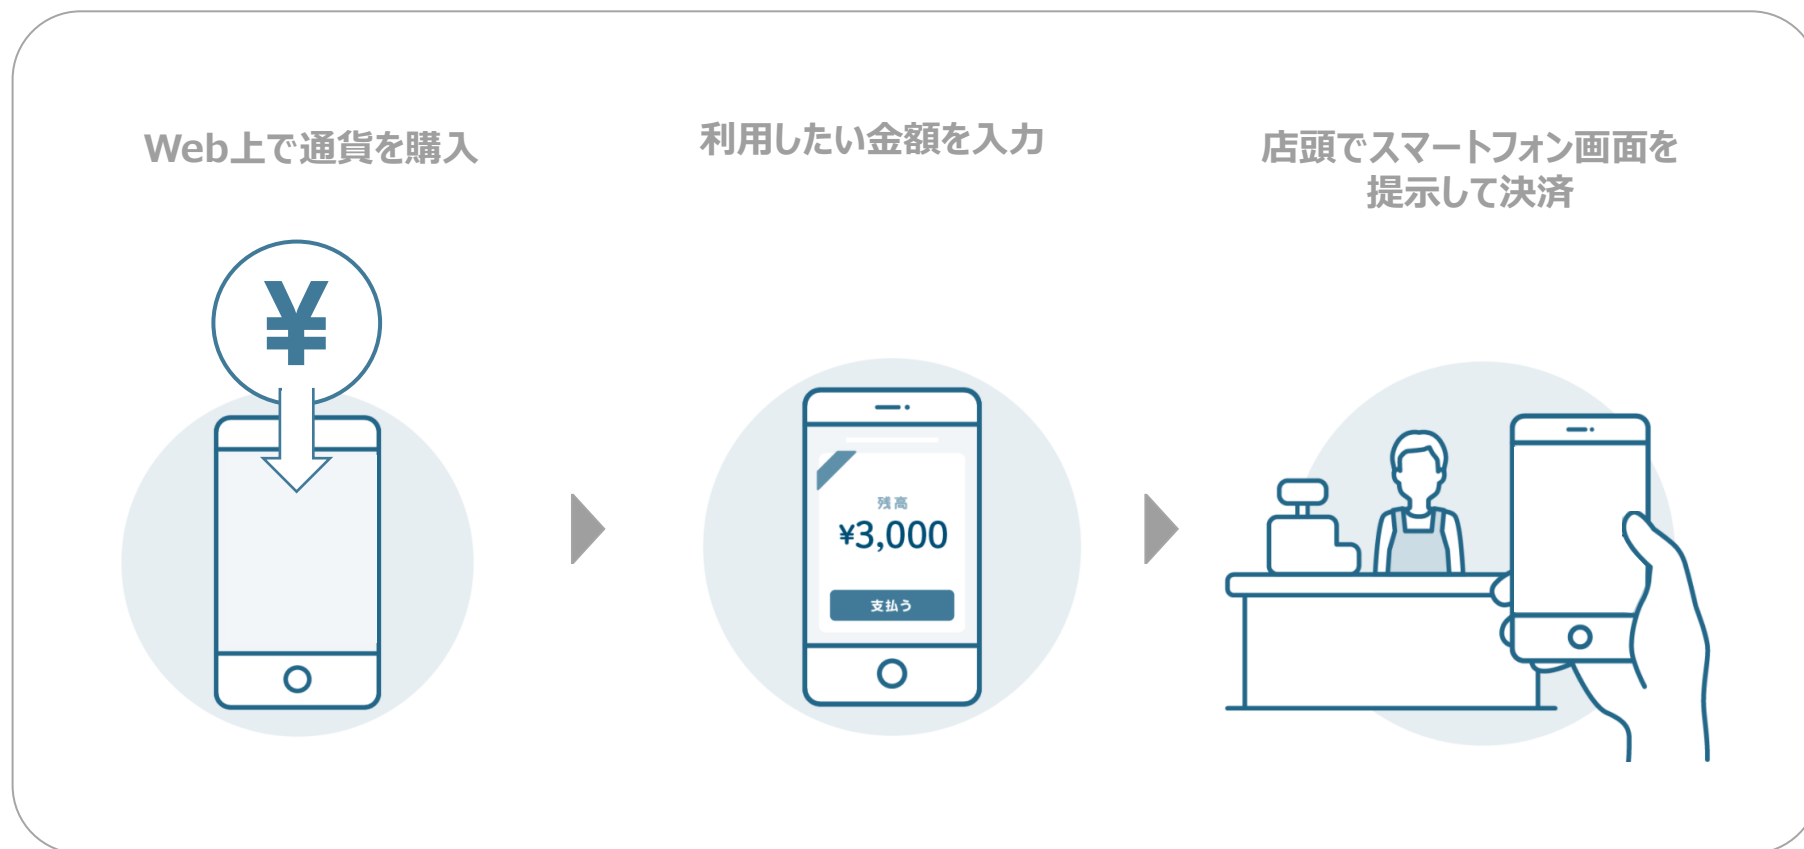 Web上で通貨を購入
利用したい金額を入力
店頭でスマートフォン画面を
提示して決済
¥
残高
¥3,000
支払う